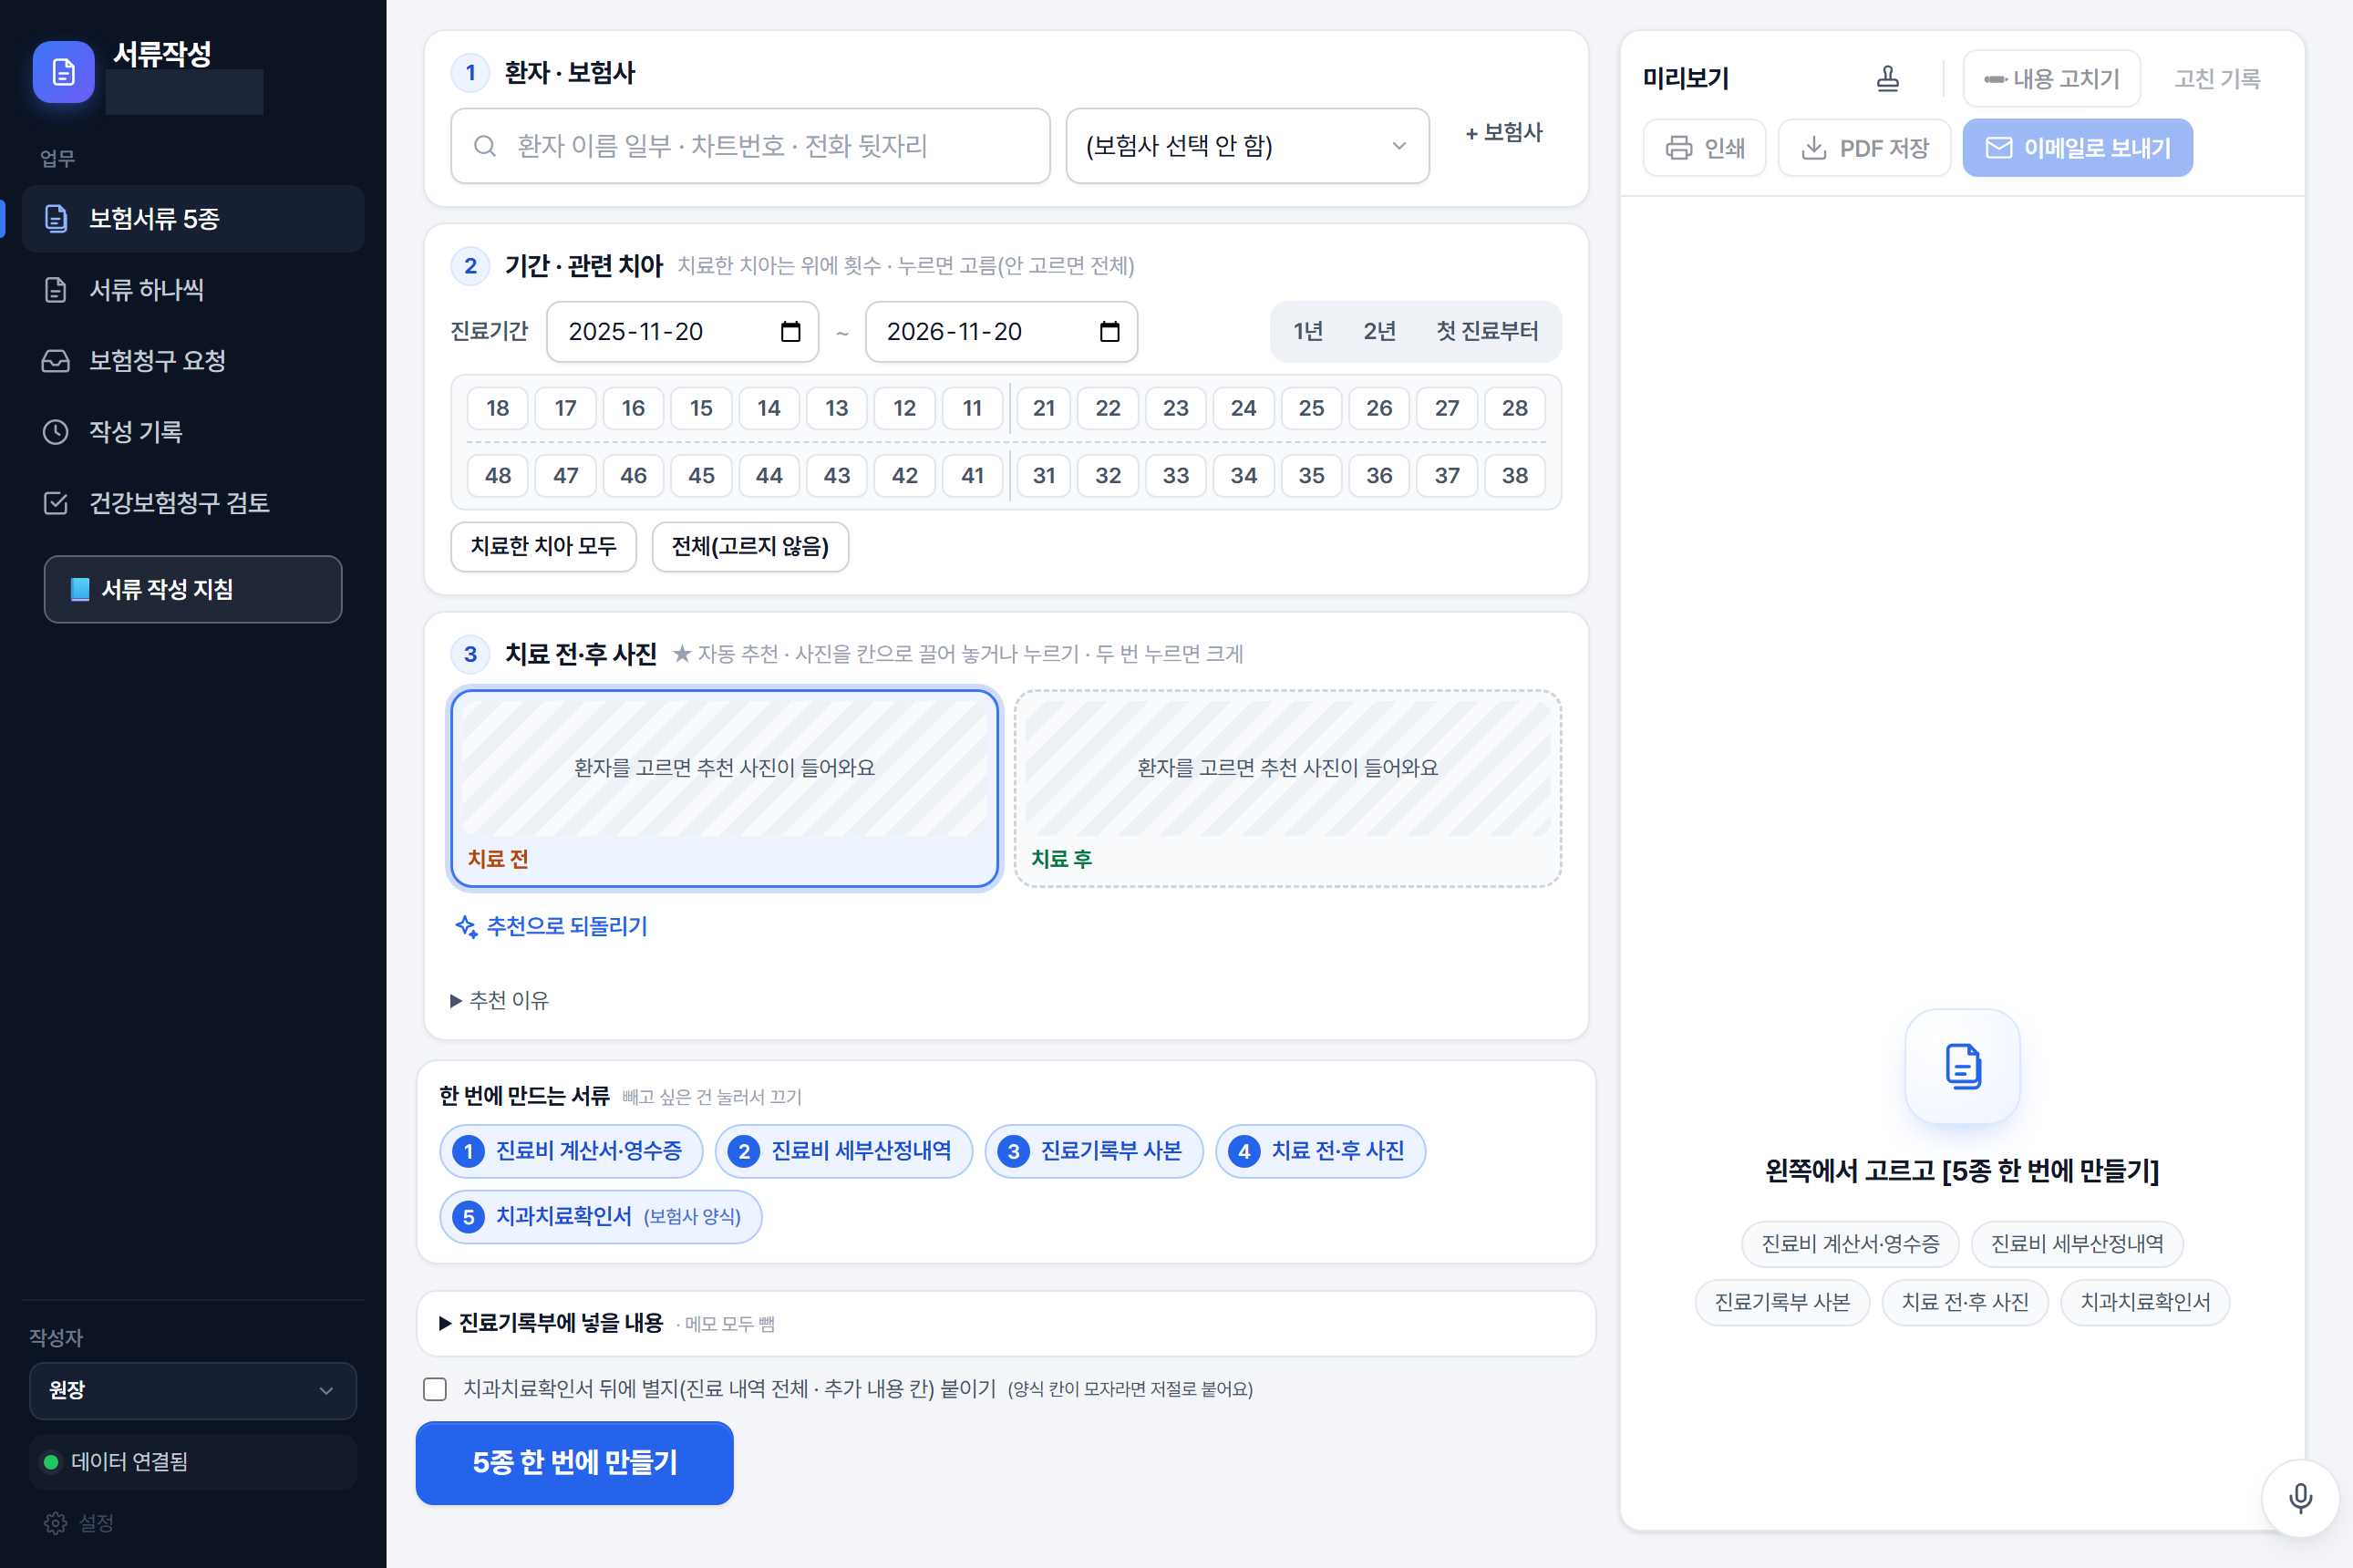 서류작성
업무
보험서류 5종
서류 하나씩
보험청구 요청
작성 기록
건강보험청구 검토
서류 작성 지침
작성자
원장
데이터 연결됨
설정
1 환자 · 보험사
환자 이름 일부 · 차트번호 · 전화 뒷자리
(보험사 선택 안 함)
+ 보험사
2 기간 · 관련 치아 치료한 치아는 위에 횟수 · 누르면 고름(안 고르면 전체)
진료기간 2025-11-20 ~ 2026-11-20 1년 2년 첫 진료부터
18 17 16 15 14 13 12 11 21 22 23 24 25 26 27 28
48 47 46 45 44 43 42 41 31 32 33 34 35 36 37 38
치료한 치아 모두 전체(고르지 않음)
3 치료 전·후 사진 ★ 자동 추천 · 사진을 칸으로 끌어 놓거나 누르기 · 두 번 누르면 크게
환자를 고르면 추천 사진이 들어와요 환자를 고르면 추천 사진이 들어와요
치료 전 치료 후
추천으로 되돌리기
▶ 추천 이유
한 번에 만드는 서류 빼고 싶은 건 눌러서 끄기
1 진료비 계산서·영수증 2 진료비 세부산정내역 3 진료기록부 사본 4 치료 전·후 사진
5 치과치료확인서 (보험사 양식)
▶ 진료기록부에 넣을 내용 · 메모 모두 뺌
치과치료확인서 뒤에 별지(진료 내역 전체 · 추가 내용 칸) 붙이기 (양식 칸이 모자라면 저절로 붙어요)
5종 한 번에 만들기
미리보기 내용 고치기 고친 기록
인쇄 PDF 저장 이메일로 보내기
왼쪽에서 고르고 [5종 한 번에 만들기]
진료비 계산서·영수증 진료비 세부산정내역
진료기록부 사본 치료 전·후 사진 치과치료확인서